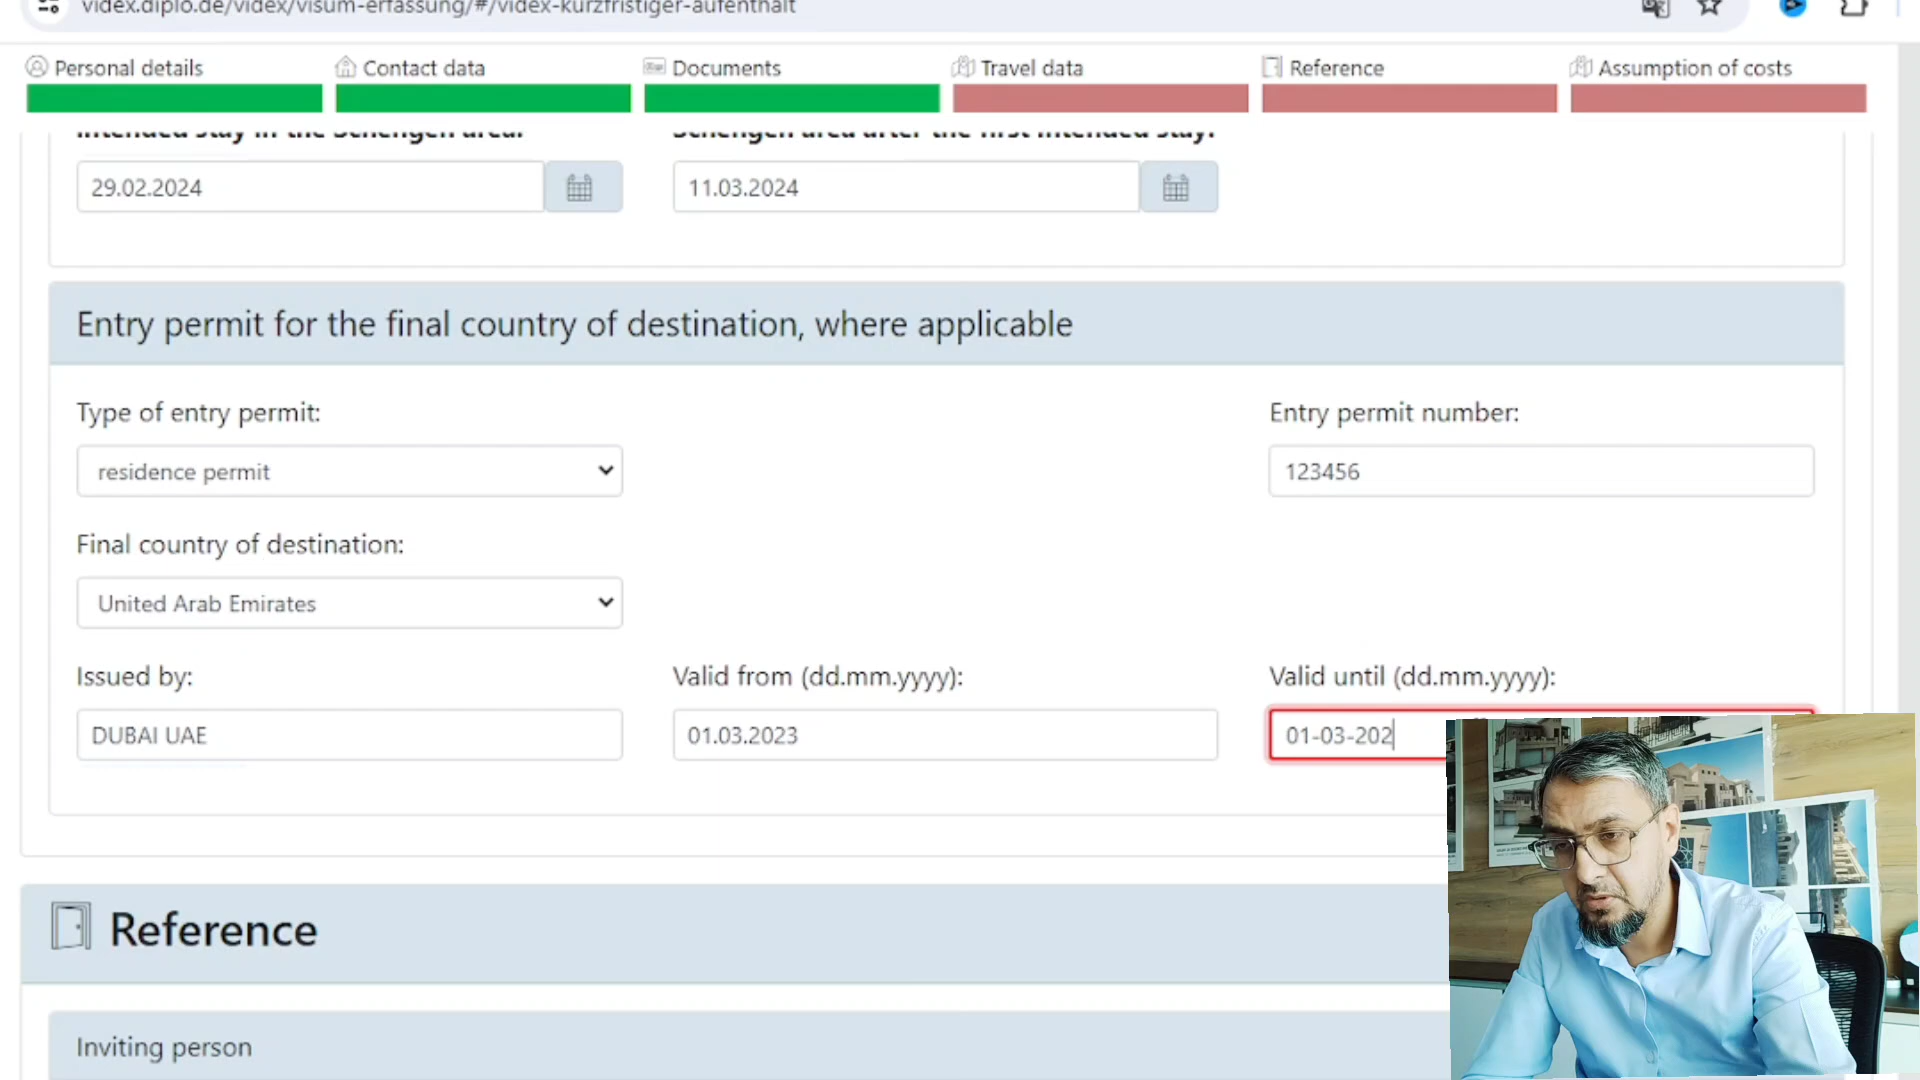 videx.diplo.de/videx/visum-erfassung/#/videx-kurzfristiger-aufenthalt
Personal details
Contact data
Documents
Travel data
Reference
Assumption of costs
intended stay in the Schengen area:
Schengen area after the first intended stay:
29.02.2024
11.03.2024
Entry permit for the final country of destination, where applicable
Type of entry permit:
Entry permit number:
residence permit
123456
Final country of destination:
United Arab Emirates
Issued by:
Valid from (dd.mm.yyyy):
Valid until (dd.mm.yyyy):
DUBAI UAE
01.03.2023
01-03-202
Reference
Inviting person